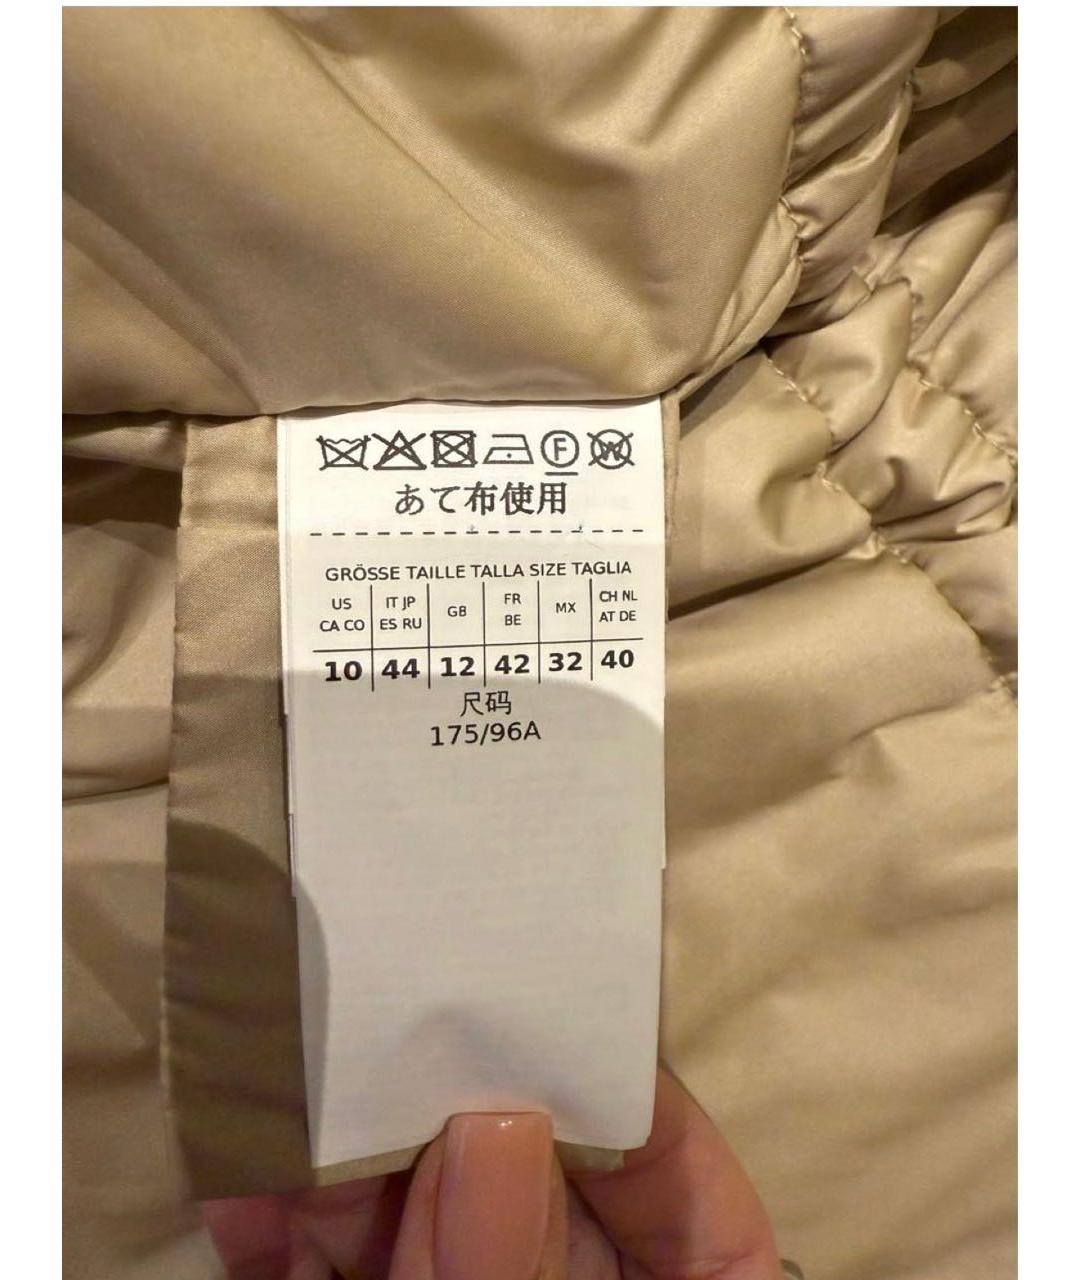 F W
あて布使用
GRÖSSE TAILLE TALLA SIZE TAGLIA
US IT JP GB FR MX CH NL
CA CO ES RU BE AT DE
10 44 12 42 32 40
尺码
175/96A